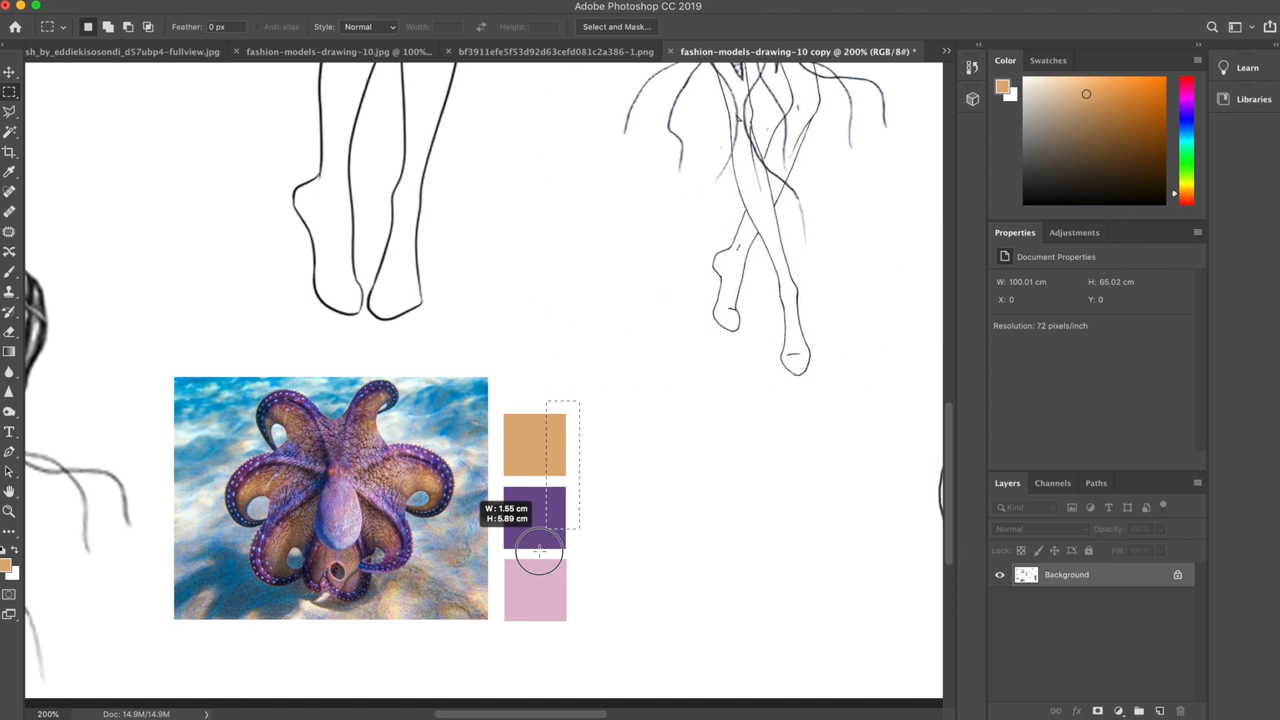 Adobe Photoshop CC 2019
Feather: 0 px Anti-alias Style: Normal Width: Height: Select and Mask...
sh_by_eddiekisosondi_d57ubp4-fullview.jpg × fashion-models-drawing-10.jpg @ 100%... × bf3911efe5f53d92d63cefd081c2a386-1.png × fashion-models-drawing-10 copy @ 200% (RGB/8#) *
Color Swatches
Learn
Libraries
Properties Adjustments
Document Properties
W: 100.01 cm H: 65.02 cm
X: 0 Y: 0
Resolution: 72 pixels/inch
W: 1.55 cm
H: 5.89 cm
Layers Channels Paths
Kind
Normal Opacity: 100%
Lock: Fill: 100%
Background
200% Doc: 14.9M/14.9M